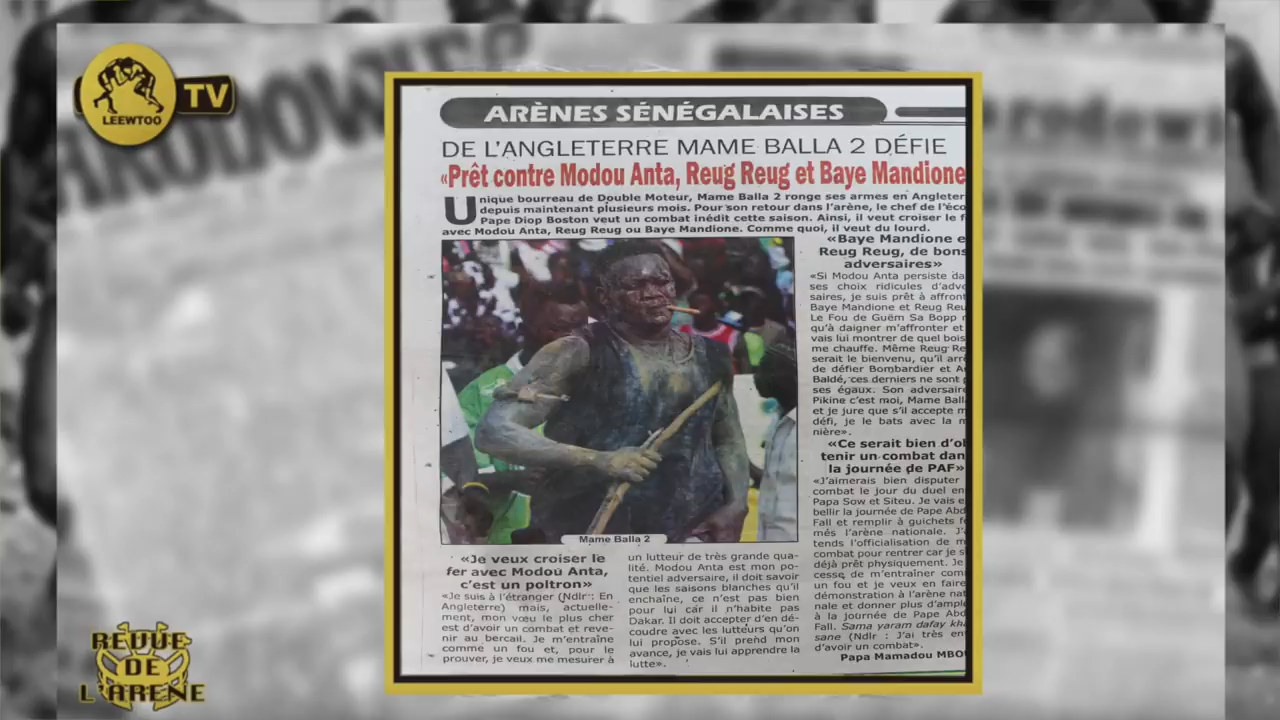 LEEWTOO
TV
ARÈNES SÉNÉGALAISES
DE L'ANGLETERRE MAME BALLA 2 DÉFIE
«Prêt contre Modou Anta, Reug Reug et Baye Mandione
Unique bourreau de Double Moteur, Mame Balla 2 ronge ses armes en Angleter
depuis maintenant plusieurs mois. Pour son retour dans l'arène, le chef de l'éco
Pape Diop Boston veut un combat inédit cette saison. Ainsi, il veut croiser le f
avec Modou Anta, Reug Reug ou Baye Mandione. Comme quoi, il veut du lourd.
Mame Balla 2
«Je veux croiser le
fer avec Modou Anta,
c'est un poltron»
«Je suis à l'étranger (Ndlr : En
Angleterre) mais, actuelle-
ment, mon vœu le plus cher
est d'avoir un combat et reve-
nir au bercail. Je m'entraîne
comme un fou et, pour le
prouver, je veux me mesurer à
un lutteur de très grande qua-
lité. Modou Anta est mon po-
tentiel adversaire, il doit savoir
que les saisons blanches qu'il
enchaîne, ce n'est pas bien
pour lui car il n'habite pas
Dakar. Il doit accepter d'en dé-
coudre avec les lutteurs qu'on
lui propose. S'il prend mon
avance, je vais lui apprendre la
lutte».
«Baye Mandione e
Reug Reug, de bons
adversaires»
«Si Modou Anta persiste da
ses choix ridicules d'adve
saires, je suis prêt à affront
Baye Mandione et Reug Reu
Le Fou de Guëm Sa Bopp n
qu'à daigner m'affronter et
vais lui montrer de quel bois
me chauffe. Même Reug Re
serait le bienvenu, qu'il arrê
de défier Bombardier et A
Baldé, ces derniers ne sont p
ses égaux. Son adversaire
Pikine c'est moi, Mame Ball
et je jure que s'il accepte m
défi, je le bats avec la m
nière».
«Ce serait bien d'ob
tenir un combat dan
la journée de PAF»
«J'aimerais bien disputer
combat le jour du duel en
Papa Sow et Siteu. Je vais e
bellir la journée de Pape Abd
Fall et remplir à guichets fe
més l'arène nationale. J'a
tends l'officialisation de m
combat pour rentrer car je s
déjà prêt physiquement. Je
cesse de m'entraîner com
un fou et je veux en faire
démonstration à l'arène nat
nale et donner plus d'ample
à la journée de Pape Abd
Fall. Sama yaram dafay kha
sane (Ndlr : J'ai très en
d'avoir un combat».
Papa Mamadou MBO
REVUE
DE
L'ARENE